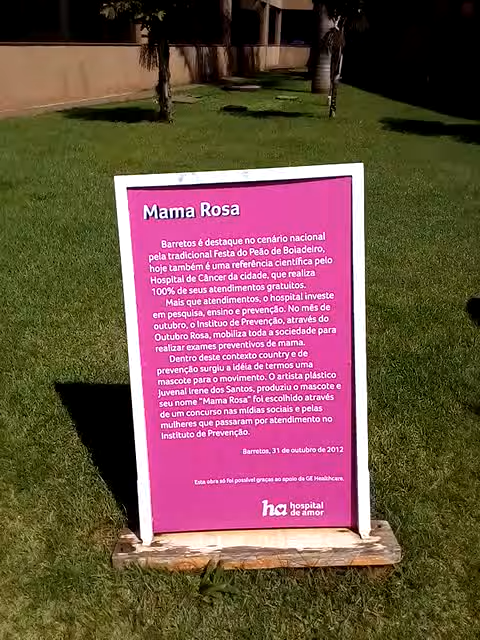 Mama Rosa
Barretos é destaque no cenário nacional
pela tradicional Festa do Peão de Boiadeiro,
hoje também é uma referência científica pelo
Hospital de Câncer da cidade, que realiza
100% de seus atendimentos gratuitos.
Mais que atendimentos, o hospital investe
em pesquisa, ensino e prevenção. No mês de
outubro, o Instituo de Prevenção, através do
Outubro Rosa, mobiliza toda a sociedade para
realizar exames preventivos de mama.
Dentro deste contexto country e de
prevenção surgiu a idéia de termos uma
mascote para o movimento. O artista plástico
Juvenal Irene dos Santos, produziu o mascote e
seu nome "Mama Rosa" foi escolhido através
de um concurso nas mídias sociais e pelas
mulheres que passaram por atendimento no
Instituto de Prevenção.
Barretos, 31 de outubro de 2012
Esta obra só foi possível graças ao apoio da GE Healthcare.
ha hospital
de amor